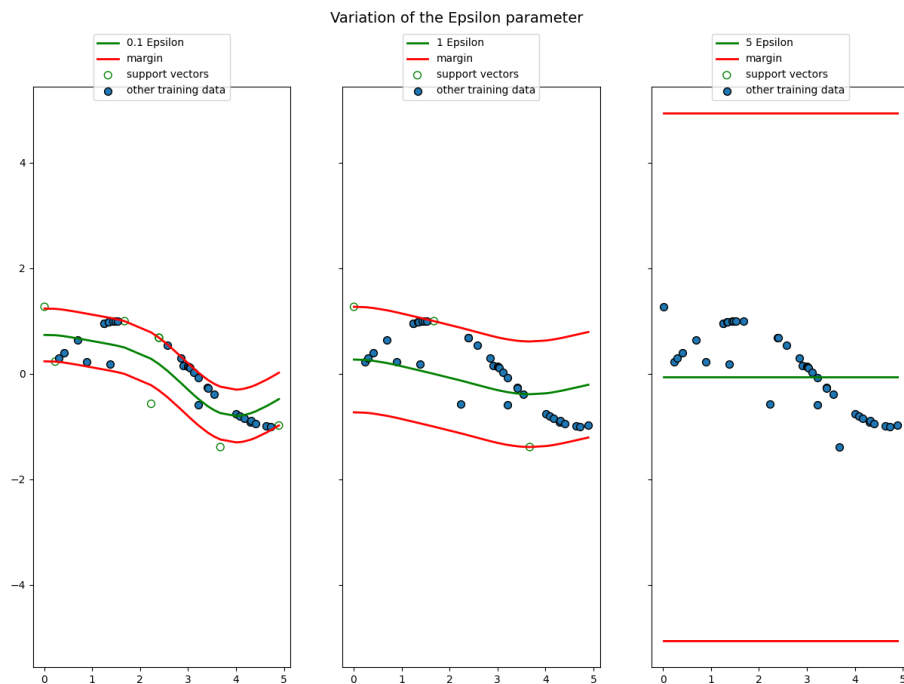 Variation of the Epsilon parameter
0.1 Epsilon
margin
support vectors
other training data
1 Epsilon
margin
support vectors
other training data
5 Epsilon
margin
support vectors
other training data
4
2
0
−2
−4
0 1 2 3 4 5
0 1 2 3 4 5
0 1 2 3 4 5